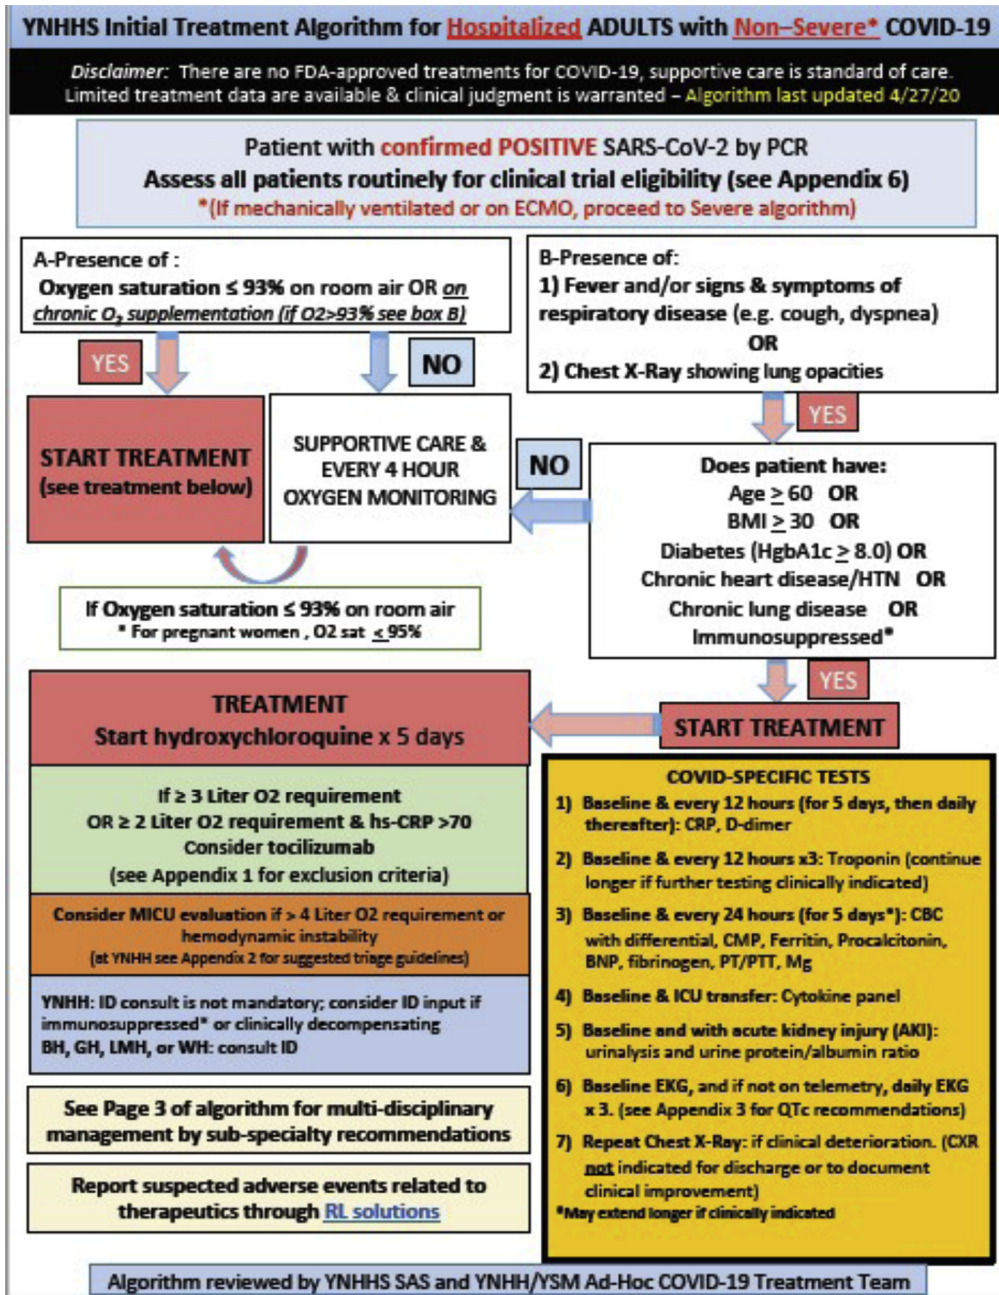 YNHHS Initial Treatment Algorithm for Hospitalized ADULTS with Non–Severe* COVID-19
Disclaimer: There are no FDA-approved treatments for COVID-19, supportive care is standard of care.
Limited treatment data are available & clinical judgment is warranted – Algorithm last updated 4/27/20
Patient with confirmed POSITIVE SARS-CoV-2 by PCR
Assess all patients routinely for clinical trial eligibility (see Appendix 6)
*(If mechanically ventilated or on ECMO, proceed to Severe algorithm)
A-Presence of :
Oxygen saturation ≤ 93% on room air OR on
chronic O₂ supplementation (if O2>93% see box B)
YES
NO
B-Presence of:
1) Fever and/or signs & symptoms of
respiratory disease (e.g. cough, dyspnea)
OR
2) Chest X-Ray showing lung opacities
YES
START TREATMENT
(see treatment below)
SUPPORTIVE CARE &
EVERY 4 HOUR
OXYGEN MONITORING
NO
Does patient have:
Age ≥ 60 OR
BMI ≥ 30 OR
Diabetes (HgbA1c ≥ 8.0) OR
Chronic heart disease/HTN OR
Chronic lung disease OR
Immunosuppressed*
If Oxygen saturation ≤ 93% on room air
* For pregnant women , O2 sat ≤ 95%
YES
START TREATMENT
TREATMENT
Start hydroxychloroquine x 5 days
If ≥ 3 Liter O2 requirement
OR ≥ 2 Liter O2 requirement & hs-CRP >70
Consider tocilizumab
(see Appendix 1 for exclusion criteria)
Consider MICU evaluation if > 4 Liter O2 requirement or
hemodynamic instability
(at YNHH see Appendix 2 for suggested triage guidelines)
YNHH: ID consult is not mandatory; consider ID input if
immunosuppressed* or clinically decompensating
BH, GH, LMH, or WH: consult ID
See Page 3 of algorithm for multi-disciplinary
management by sub-specialty recommendations
Report suspected adverse events related to
therapeutics through RL solutions
COVID-SPECIFIC TESTS
1) Baseline & every 12 hours (for 5 days, then daily
thereafter): CRP, D-dimer
2) Baseline & every 12 hours x3: Troponin (continue
longer if further testing clinically indicated)
3) Baseline & every 24 hours (for 5 days*): CBC
with differential, CMP, Ferritin, Procalcitonin,
BNP, fibrinogen, PT/PTT, Mg
4) Baseline & ICU transfer: Cytokine panel
5) Baseline and with acute kidney injury (AKI):
urinalysis and urine protein/albumin ratio
6) Baseline EKG, and if not on telemetry, daily EKG
x 3. (see Appendix 3 for QTc recommendations)
7) Repeat Chest X-Ray: if clinical deterioration. (CXR
not indicated for discharge or to document
clinical improvement)
*May extend longer if clinically indicated
Algorithm reviewed by YNHHS SAS and YNHH/YSM Ad-Hoc COVID-19 Treatment Team